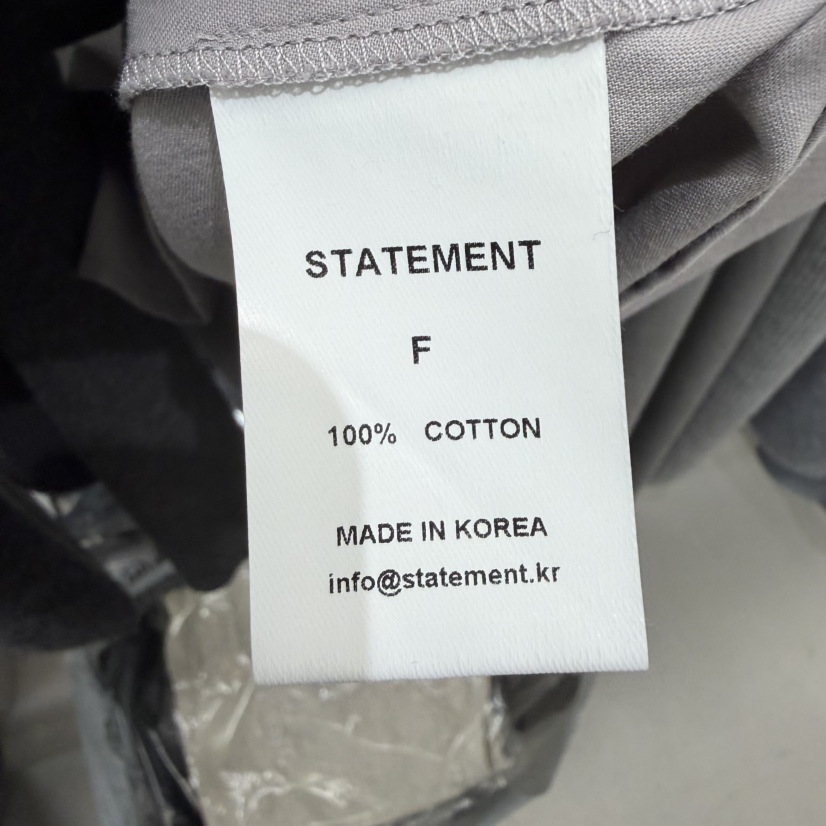 STATEMENT
F
100% COTTON
MADE IN KOREA
info@statement.kr